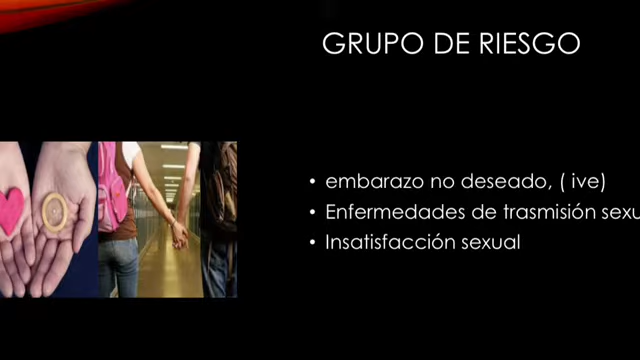 GRUPO DE RIESGO
• embarazo no deseado, ( ive)
• Enfermedades de trasmisión sexu
• Insatisfacción sexual